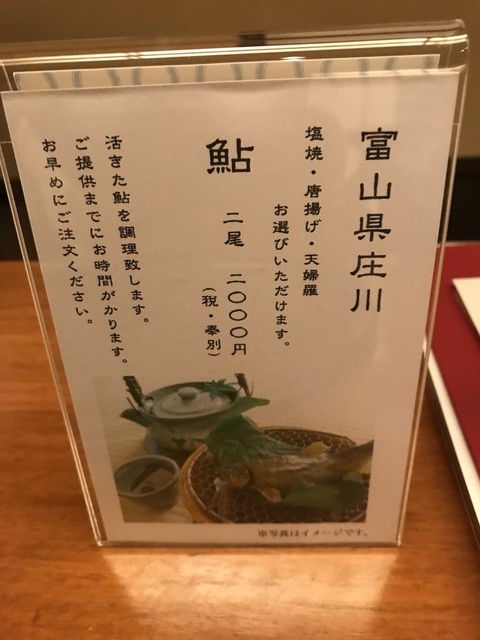 富山県庄川
塩焼・唐揚げ・天婦羅
お選びいただけます。
鮎 二尾 二〇〇〇円
(税・奉別)
活きた鮎を調理致します。
ご提供までにお時間がかります。
お早めにご注文ください。
※写真はイメージです。